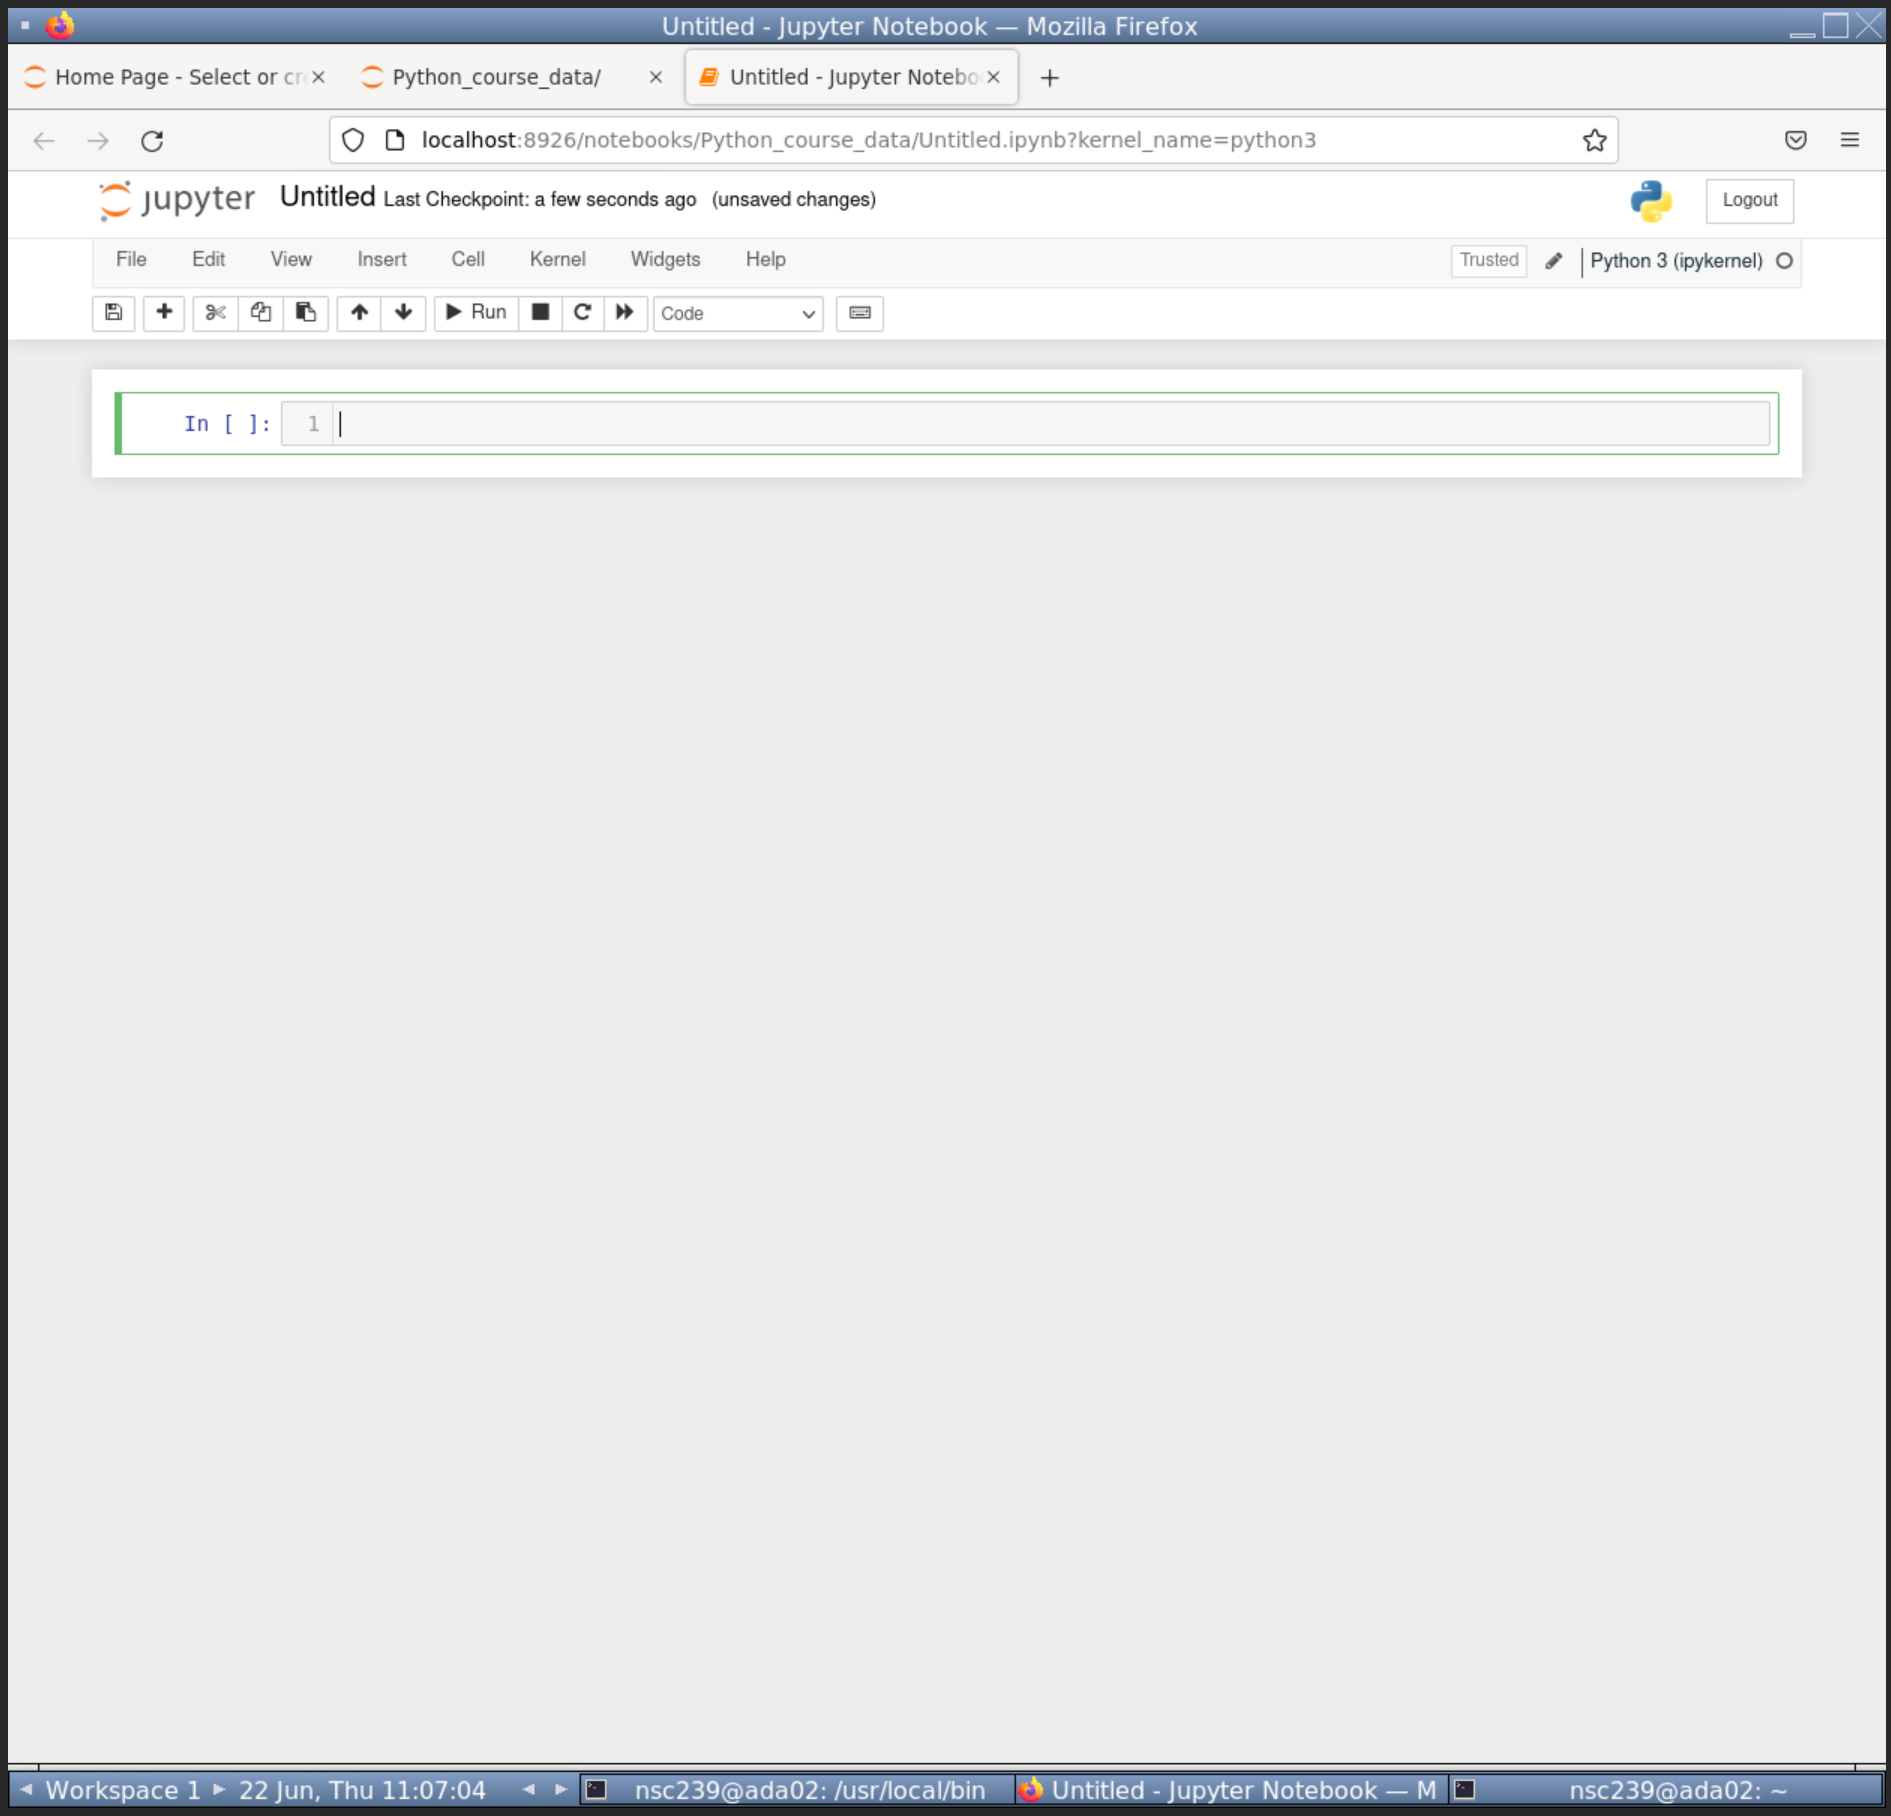 Untitled - Jupyter Notebook — Mozilla Firefox
Home Page - Select or cr
Python_course_data/
Untitled - Jupyter Notebo
localhost:8926/notebooks/Python_course_data/Untitled.ipynb?kernel_name=python3
jupyter Untitled Last Checkpoint: a few seconds ago (unsaved changes)
Logout
File Edit View Insert Cell Kernel Widgets Help
Trusted
Python 3 (ipykernel)
Run
Code
In [ ]: 1
Workspace 1 22 Jun, Thu 11:07:04 nsc239@ada02: /usr/local/bin Untitled - Jupyter Notebook — M nsc239@ada02: ~